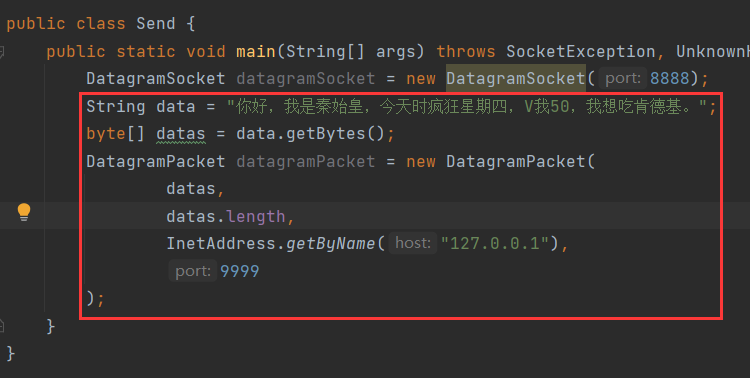 public class Send {
public static void main(String[] args) throws SocketException, Unknown
DatagramSocket datagramSocket = new DatagramSocket( port: 8888);
String data = "你好，我是秦始皇，今天时疯狂星期四，V我50，我想吃肯德基。";
byte[] datas = data.getBytes();
DatagramPacket datagramPacket = new DatagramPacket(
datas,
datas.length,
InetAddress.getByName( host: "127.0.0.1"),
port: 9999
);
}
}